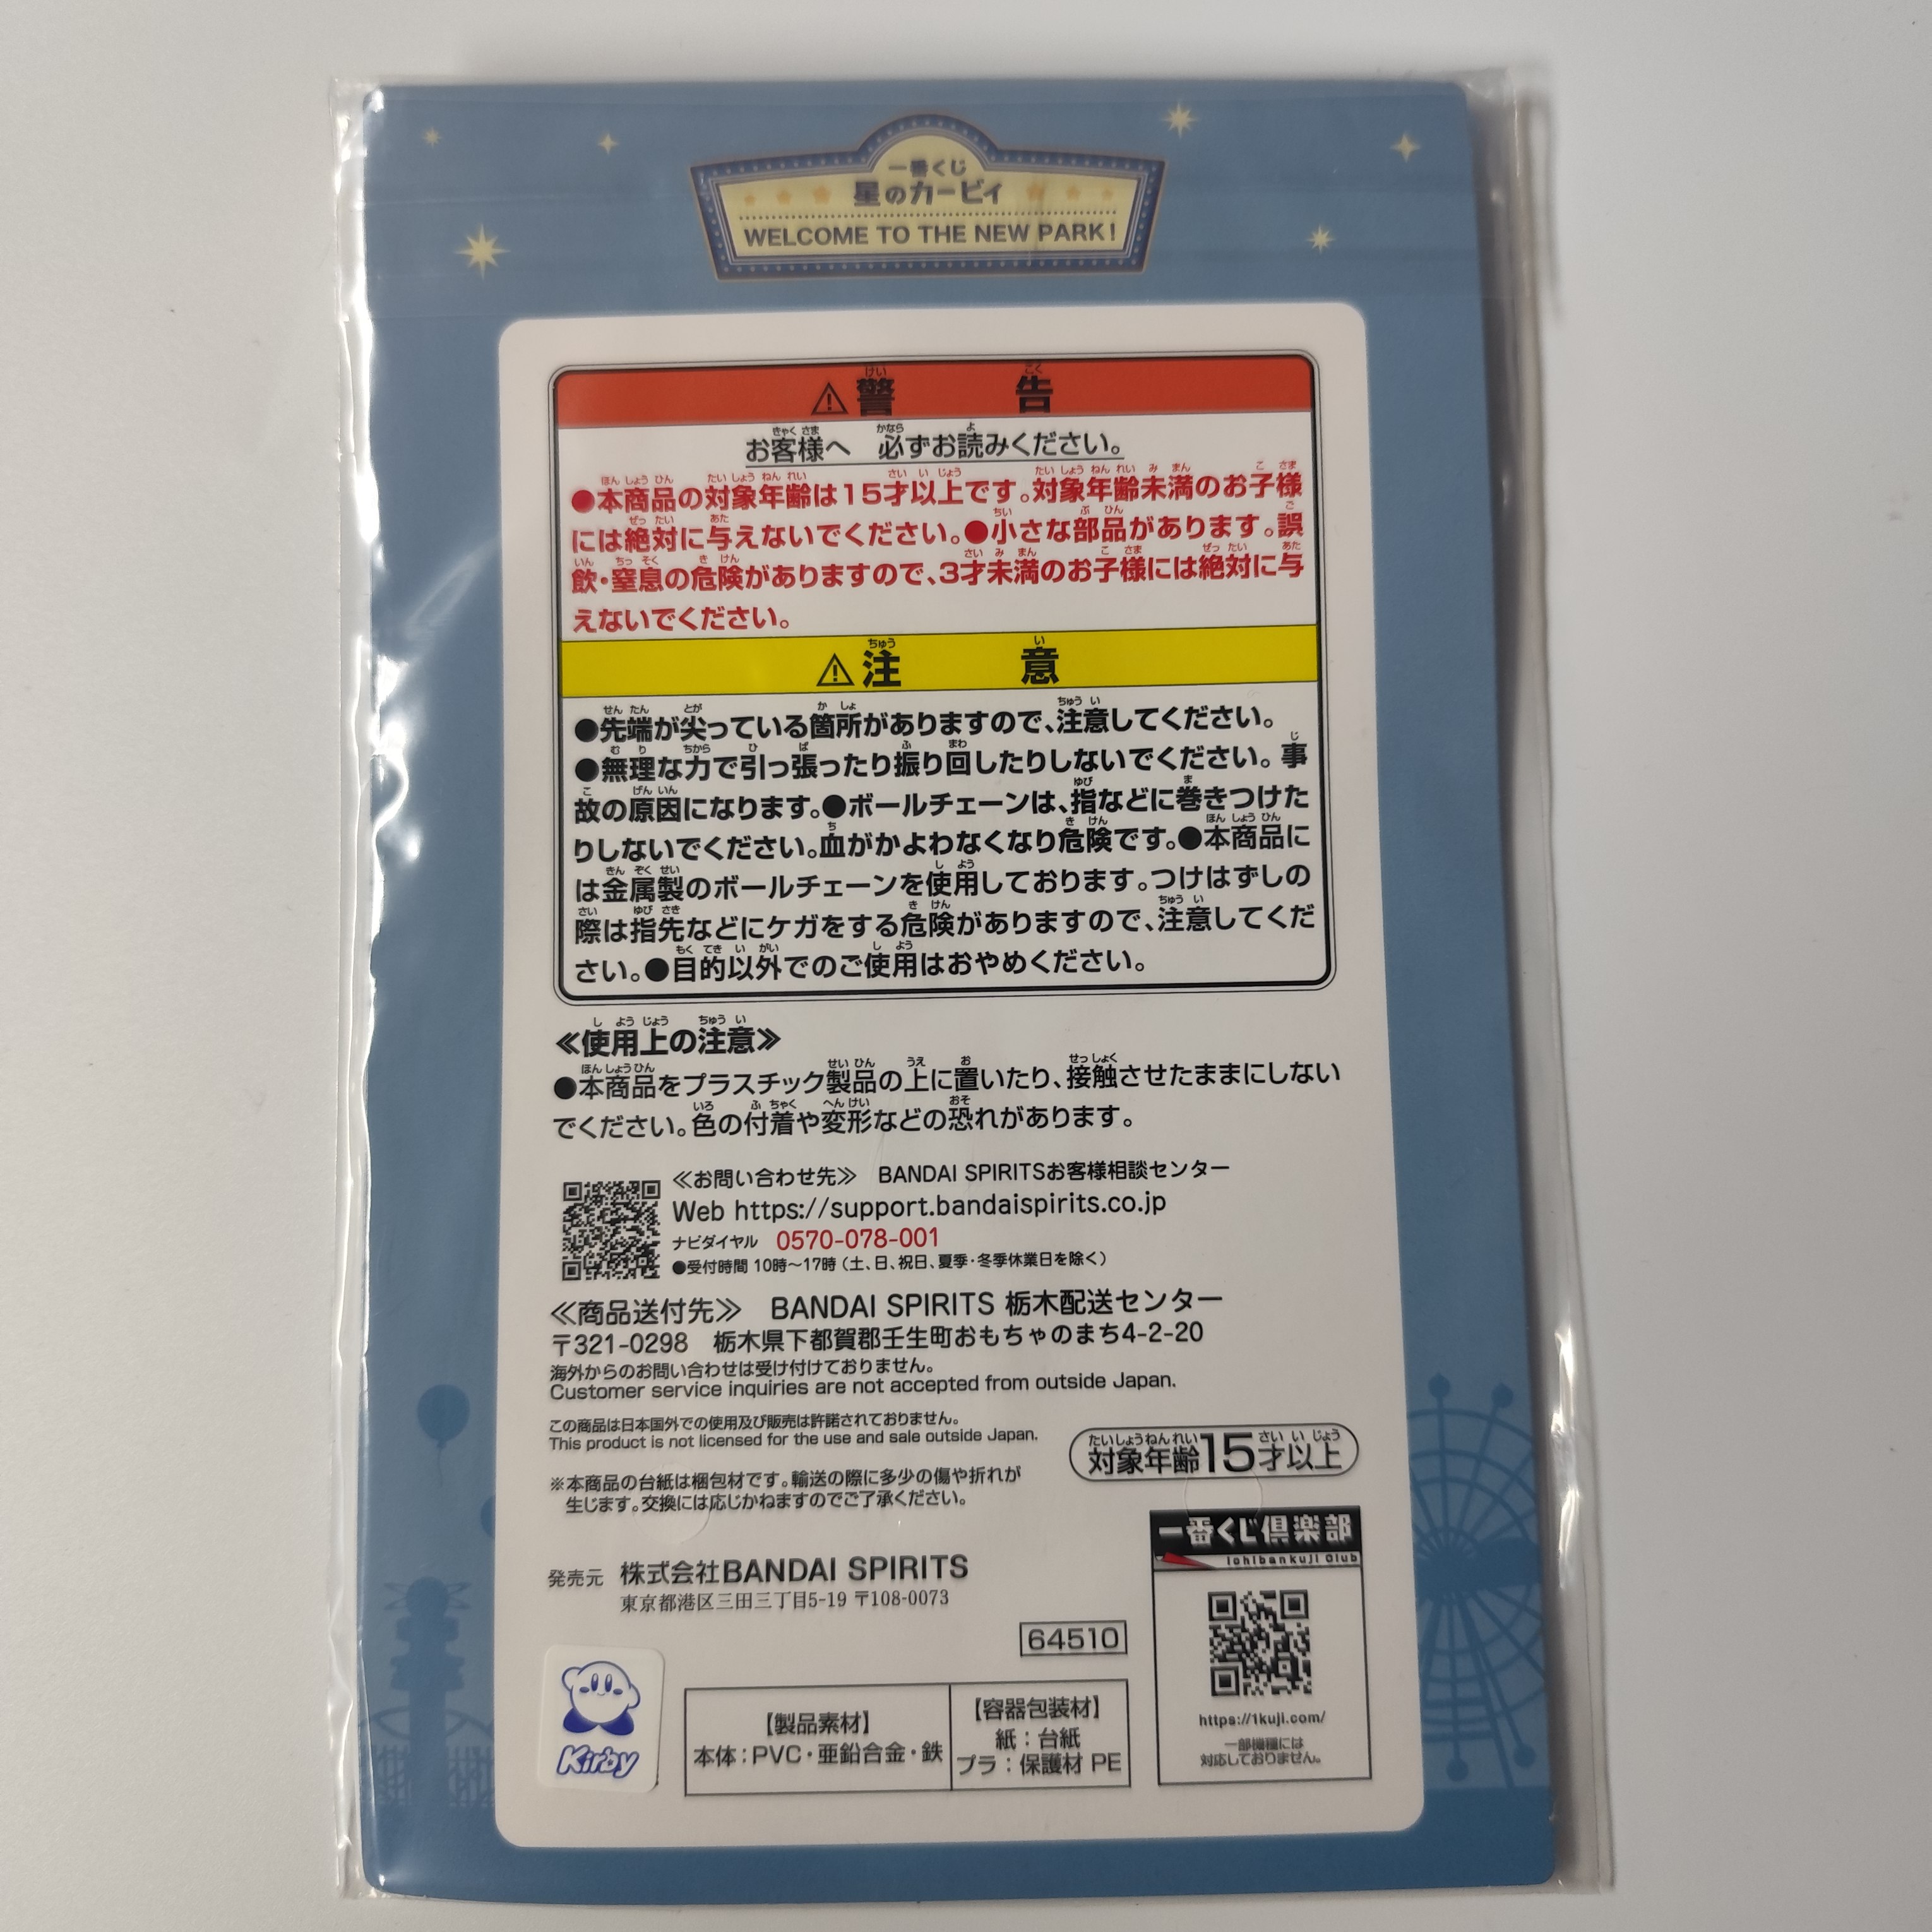 一番くじ
星のカービィ
WELCOME TO THE NEW PARK!
⚠警告
お客様へ　必ずお読みください。
●本商品の対象年齢は15才以上です。対象年齢未満のお子様
には絶対に与えないでください。●小さな部品があります。誤
飲・窒息の危険がありますので、3才未満のお子様には絶対に与
えないでください。
⚠注意
●先端が尖っている箇所がありますので、注意してください。
●無理な力で引っ張ったり振り回したりしないでください。事
故の原因になります。●ボールチェーンは、指などに巻きつけた
りしないでください。血がかよわなくなり危険です。●本商品に
は金属製のボールチェーンを使用しております。つけはずしの
際は指先などにケガをする危険がありますので、注意してくだ
さい。●目的以外でのご使用はおやめください。
≪使用上の注意≫
●本商品をプラスチック製品の上に置いたり、接触させたままにしない
でください。色の付着や変形などの恐れがあります。
≪お問い合わせ先≫　BANDAI SPIRITSお客様相談センター
Web https://support.bandaispirits.co.jp
ナビダイヤル 0570-078-001
●受付時間 10時～17時（土、日、祝日、夏季・冬季休業日を除く）
≪商品送付先≫　BANDAI SPIRITS 栃木配送センター
〒321-0298　栃木県下都賀郡壬生町おもちゃのまち4-2-20
海外からのお問い合わせは受け付けておりません。
Customer service inquiries are not accepted from outside Japan.
この商品は日本国外での使用及び販売は許諾されておりません。
This product is not licensed for the use and sale outside Japan.
対象年齢15才以上
※本商品の台紙は梱包材です。輸送の際に多少の傷や折れが
生じます。交換には応じかねますのでご了承ください。
発売元　株式会社BANDAI SPIRITS
東京都港区三田三丁目5-19 〒108-0073
64510
Kirby
【製品素材】
本体：PVC・亜鉛合金・鉄
【容器包装材】
紙：台紙
プラ：保護材 PE
一番くじ倶楽部
Ichibankuji Club
https://1kuji.com/
一部機種には
対応しておりません。